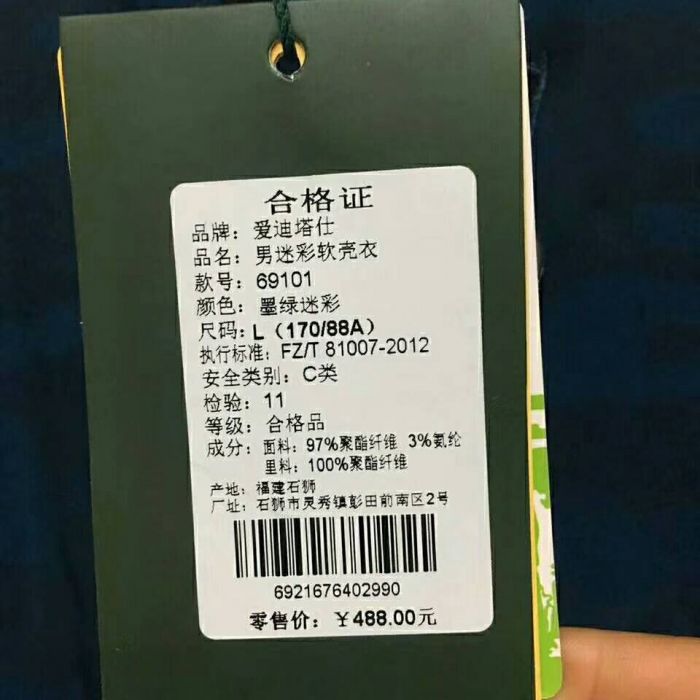 合格证
品牌：爱迪塔仕
品名：男迷彩软壳衣
款号：69101
颜色：墨绿迷彩
尺码：L（170/88A）
执行标准：FZ/T 81007-2012
安全类别：C类
检验：11
等级：合格品
成分：面料：97%聚酯纤维 3%氨纶
里料：100%聚酯纤维
产地：福建石狮
厂址：石狮市灵秀镇彭田前南区2号
6921676402990
零售价：￥488.00元